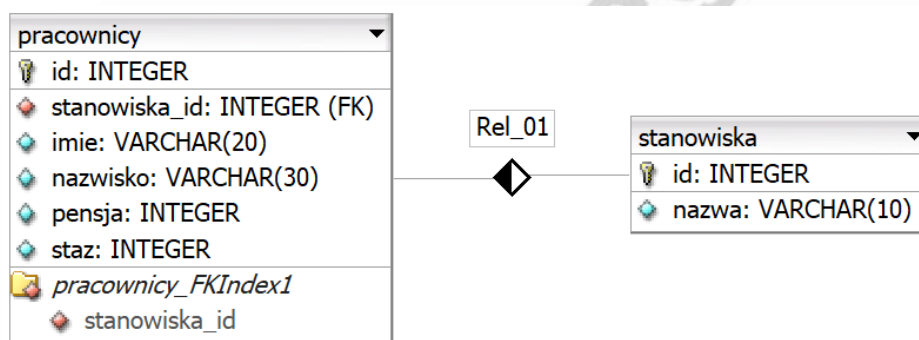 pracownicy
id: INTEGER
stanowiska_id: INTEGER (FK)
imie: VARCHAR(20)
nazwisko: VARCHAR(30)
pensja: INTEGER
staz: INTEGER
pracownicy_FKIndex1
stanowiska_id
Rel_01
stanowiska
id: INTEGER
nazwa: VARCHAR(10)